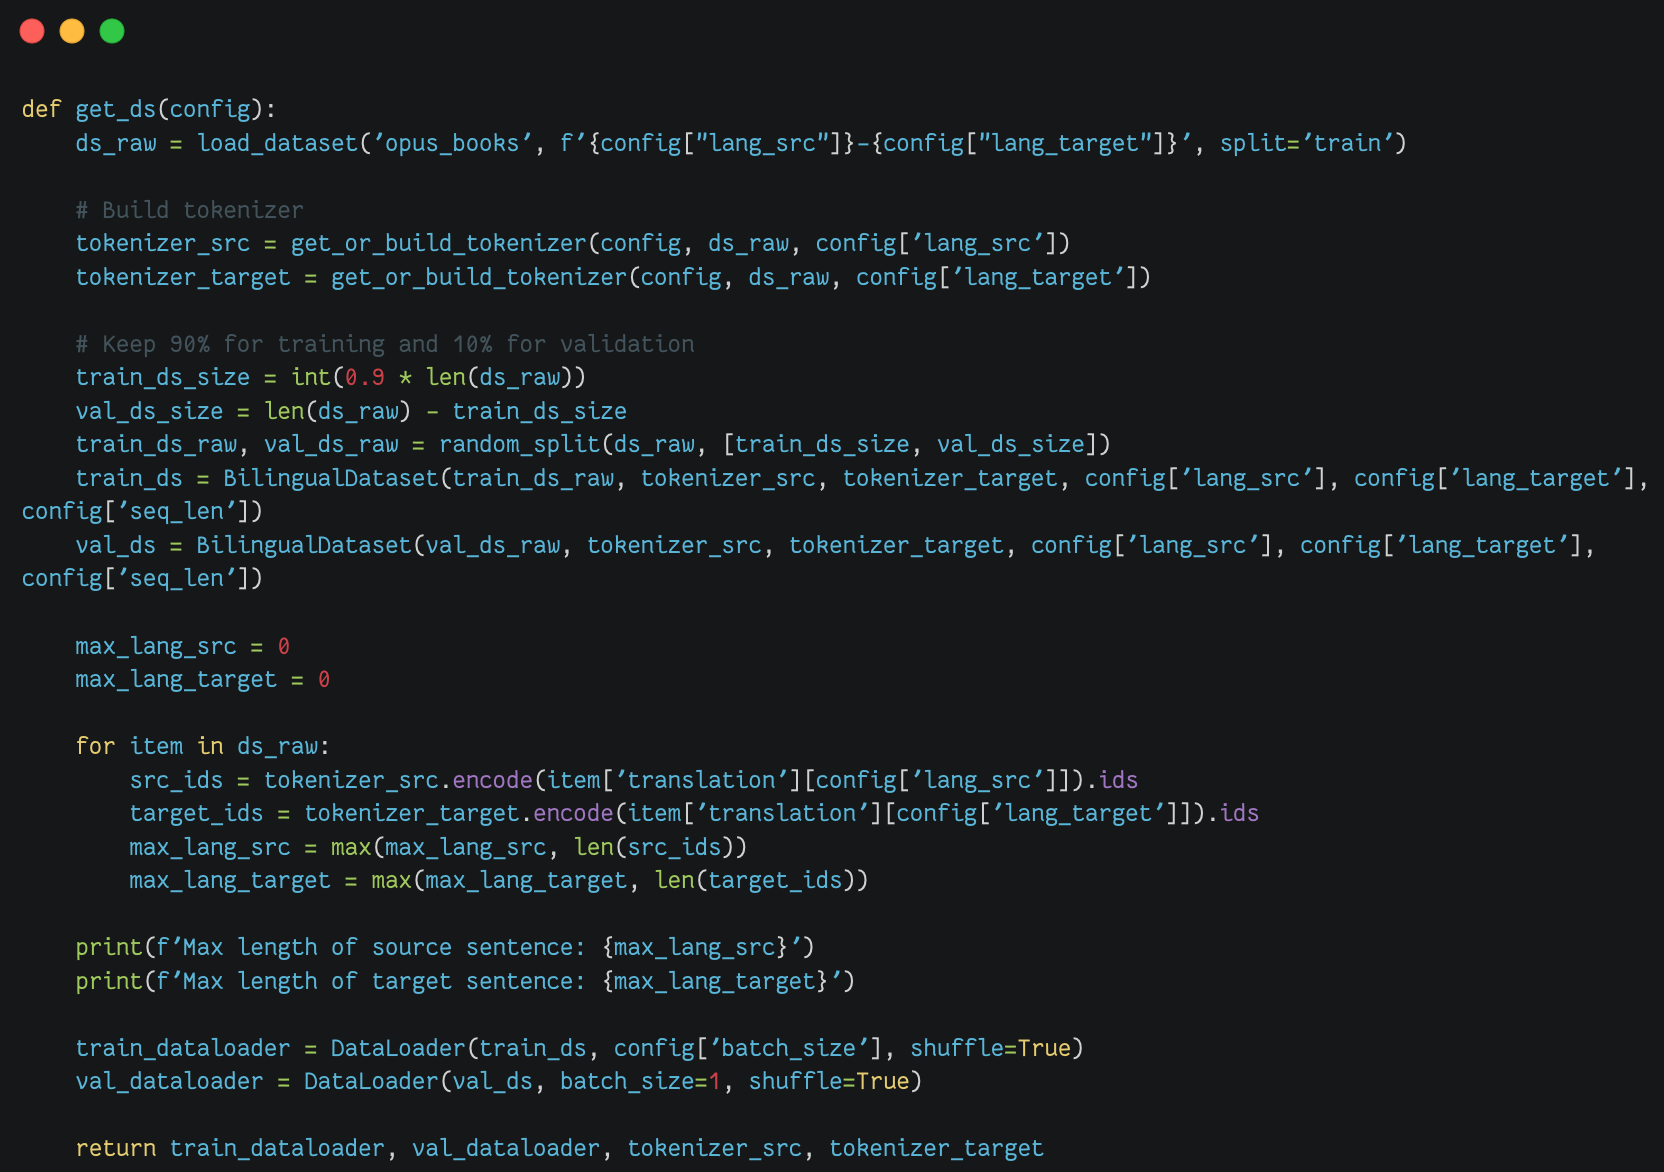 def get_ds(config):
    ds_raw = load_dataset('opus_books', f'{config["lang_src"]}-{config["lang_target"]}', split='train')

    # Build tokenizer
    tokenizer_src = get_or_build_tokenizer(config, ds_raw, config['lang_src'])
    tokenizer_target = get_or_build_tokenizer(config, ds_raw, config['lang_target'])

    # Keep 90% for training and 10% for validation
    train_ds_size = int(0.9 * len(ds_raw))
    val_ds_size = len(ds_raw) - train_ds_size
    train_ds_raw, val_ds_raw = random_split(ds_raw, [train_ds_size, val_ds_size])
    train_ds = BilingualDataset(train_ds_raw, tokenizer_src, tokenizer_target, config['lang_src'], config['lang_target'],
config['seq_len'])
    val_ds = BilingualDataset(val_ds_raw, tokenizer_src, tokenizer_target, config['lang_src'], config['lang_target'],
config['seq_len'])

    max_lang_src = 0
    max_lang_target = 0

    for item in ds_raw:
        src_ids = tokenizer_src.encode(item['translation'][config['lang_src']]).ids
        target_ids = tokenizer_target.encode(item['translation'][config['lang_target']]).ids
        max_lang_src = max(max_lang_src, len(src_ids))
        max_lang_target = max(max_lang_target, len(target_ids))

    print(f'Max length of source sentence: {max_lang_src}')
    print(f'Max length of target sentence: {max_lang_target}')

    train_dataloader = DataLoader(train_ds, config['batch_size'], shuffle=True)
    val_dataloader = DataLoader(val_ds, batch_size=1, shuffle=True)

    return train_dataloader, val_dataloader, tokenizer_src, tokenizer_target